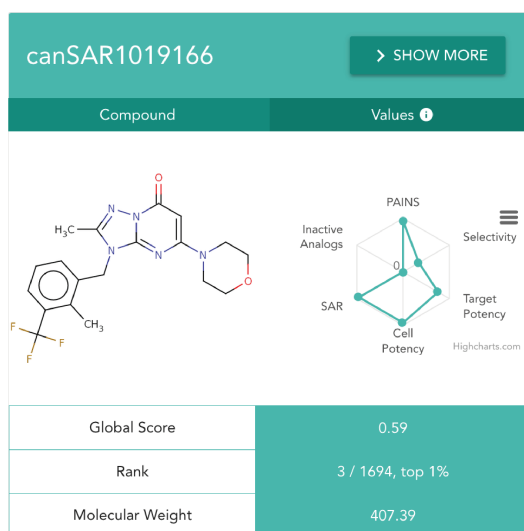 canSAR1019166
> SHOW MORE
Compound
Values i
O
N
N
H3C
N
N
N
O
CH3
F
F
F
PAINS
Inactive
Analogs
Selectivity
0
SAR
Target
Potency
Cell
Potency
Highcharts.com
Global Score
0.59
Rank
3 / 1694, top 1%
Molecular Weight
407.39